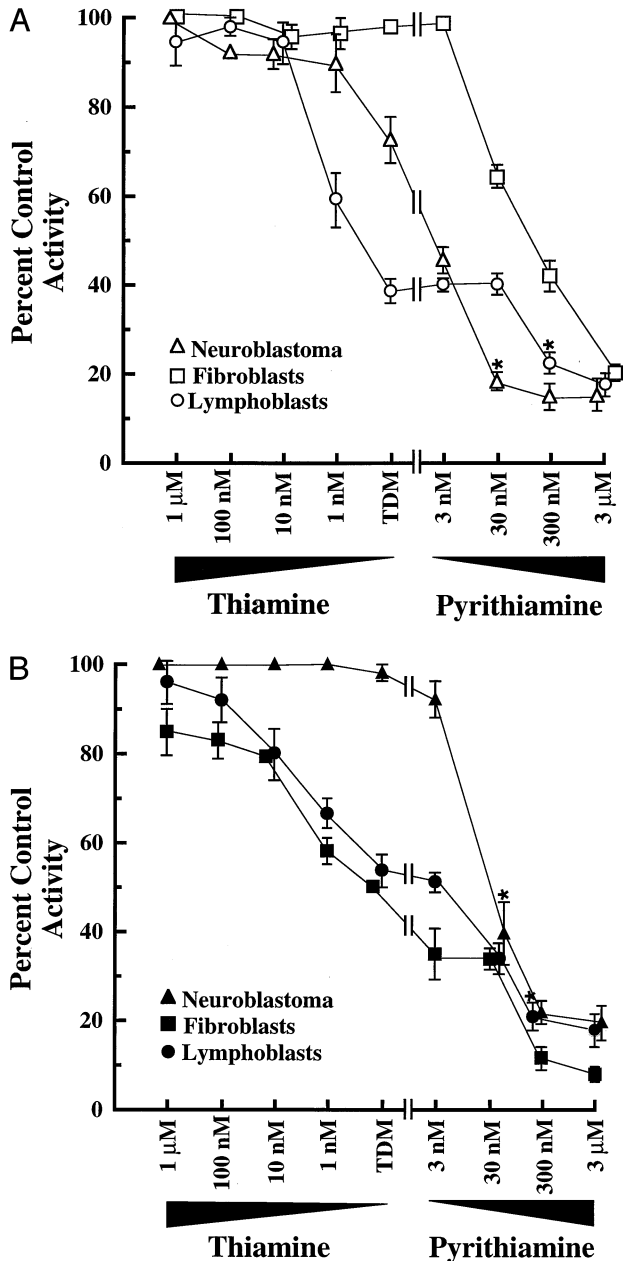 A
100
80
60
40
20
0
Percent Control
Activity
Neuroblastoma
Fibroblasts
Lymphoblasts
*
*
1 μM
100 nM
10 nM
1 nM
TDM
3 nM
30 nM
300 nM
3 μM
Thiamine
Pyrithiamine
B
100
80
60
40
20
0
Percent Control
Activity
Neuroblastoma
Fibroblasts
Lymphoblasts
*
*
1 μM
100 nM
10 nM
1 nM
TDM
3 nM
30 nM
300 nM
3 μM
Thiamine
Pyrithiamine